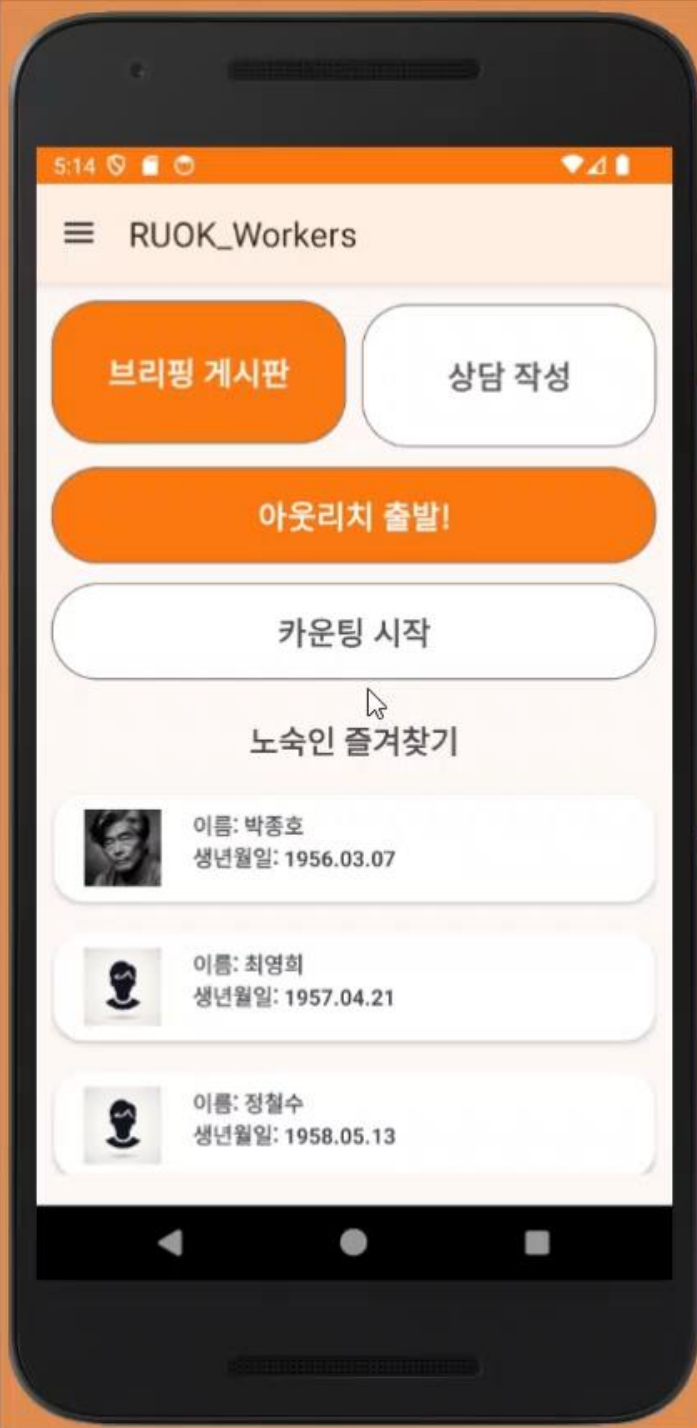 5:14
RUOK_Workers
브리핑 게시판
상담 작성
아웃리치 출발!
카운팅 시작
노숙인 즐겨찾기
이름: 박종호
생년월일: 1956.03.07
이름: 최영희
생년월일: 1957.04.21
이름: 정철수
생년월일: 1958.05.13